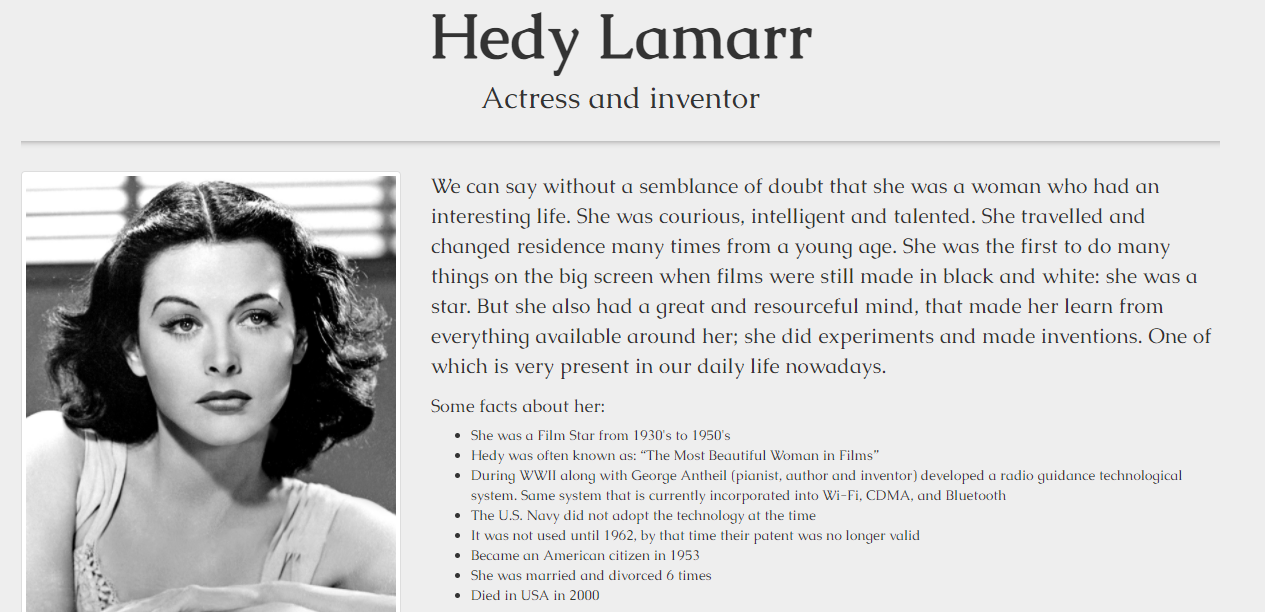 Hedy Lamarr
Actress and inventor
We can say without a semblance of doubt that she was a woman who had an
interesting life. She was courious, intelligent and talented. She travelled and
changed residence many times from a young age. She was the first to do many
things on the big screen when films were still made in black and white: she was a
star. But she also had a great and resourceful mind, that made her learn from
everything available around her; she did experiments and made inventions. One of
which is very present in our daily life nowadays.
Some facts about her:
• She was a Film Star from 1930's to 1950's
• Hedy was often known as: “The Most Beautiful Woman in Films”
• During WWII along with George Antheil (pianist, author and inventor) developed a radio guidance technological
system. Same system that is currently incorporated into Wi-Fi, CDMA, and Bluetooth
• The U.S. Navy did not adopt the technology at the time
• It was not used until 1962, by that time their patent was no longer valid
• Became an American citizen in 1953
• She was married and divorced 6 times
• Died in USA in 2000